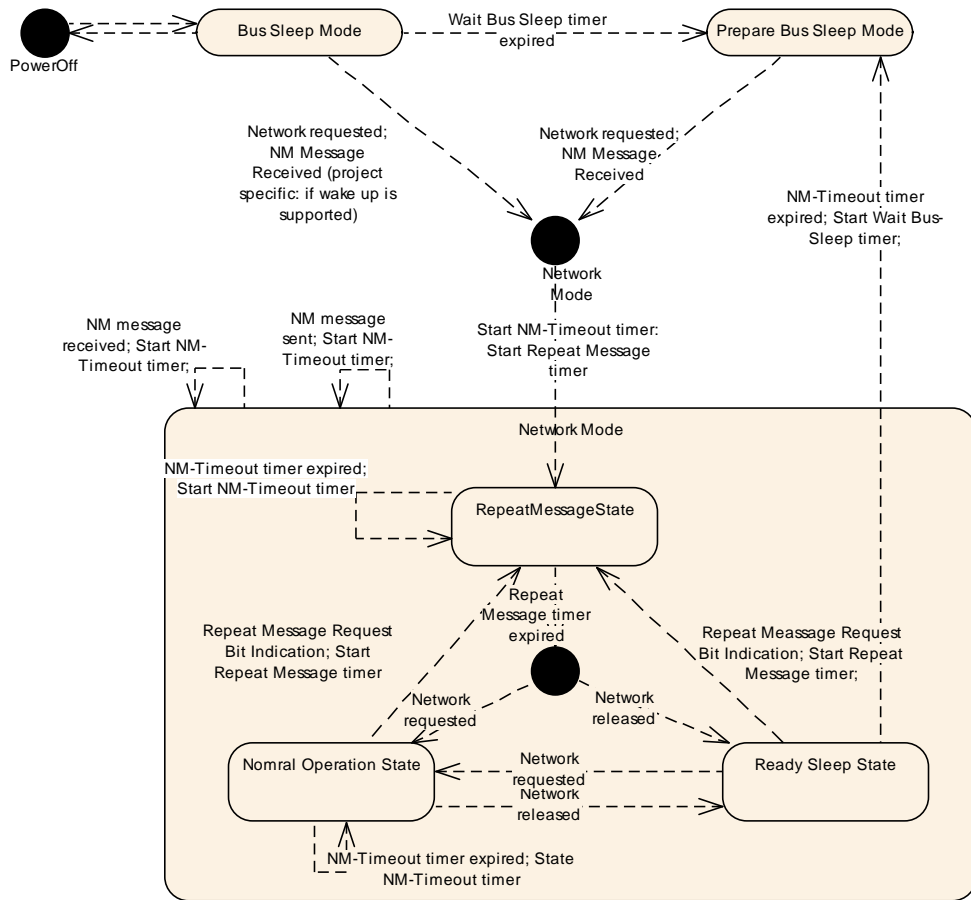 Bus Sleep Mode
Wait Bus Sleep timer
expired
Prepare Bus Sleep Mode
PowerOff
Network requested;
NM Message
Received (project
specific: if wake up is
supported)
Network requested;
NM Message
Received
NM-Timeout timer
expired; Start Wait Bus-
Sleep timer;
Network
Mode
NM message
received; Start NM-
Timeout timer;
NM message
sent; Start NM-
Timeout timer;
Start NM-Timeout timer:
Start Repeat Message
timer
Network Mode
NM-Timeout timer expired;
Start NM-Timeout timer
RepeatMessageState
Repeat
Message timer
expired
Repeat Message Request
Bit Indication; Start
Repeat Message timer
Repeat Meassage Request
Bit Indication; Start Repeat
Message timer;
Network
requested
Network
released
Nomral Operation State
Ready Sleep State
Network
requested
Network
released
NM-Timeout timer expired; State
NM-Timeout timer